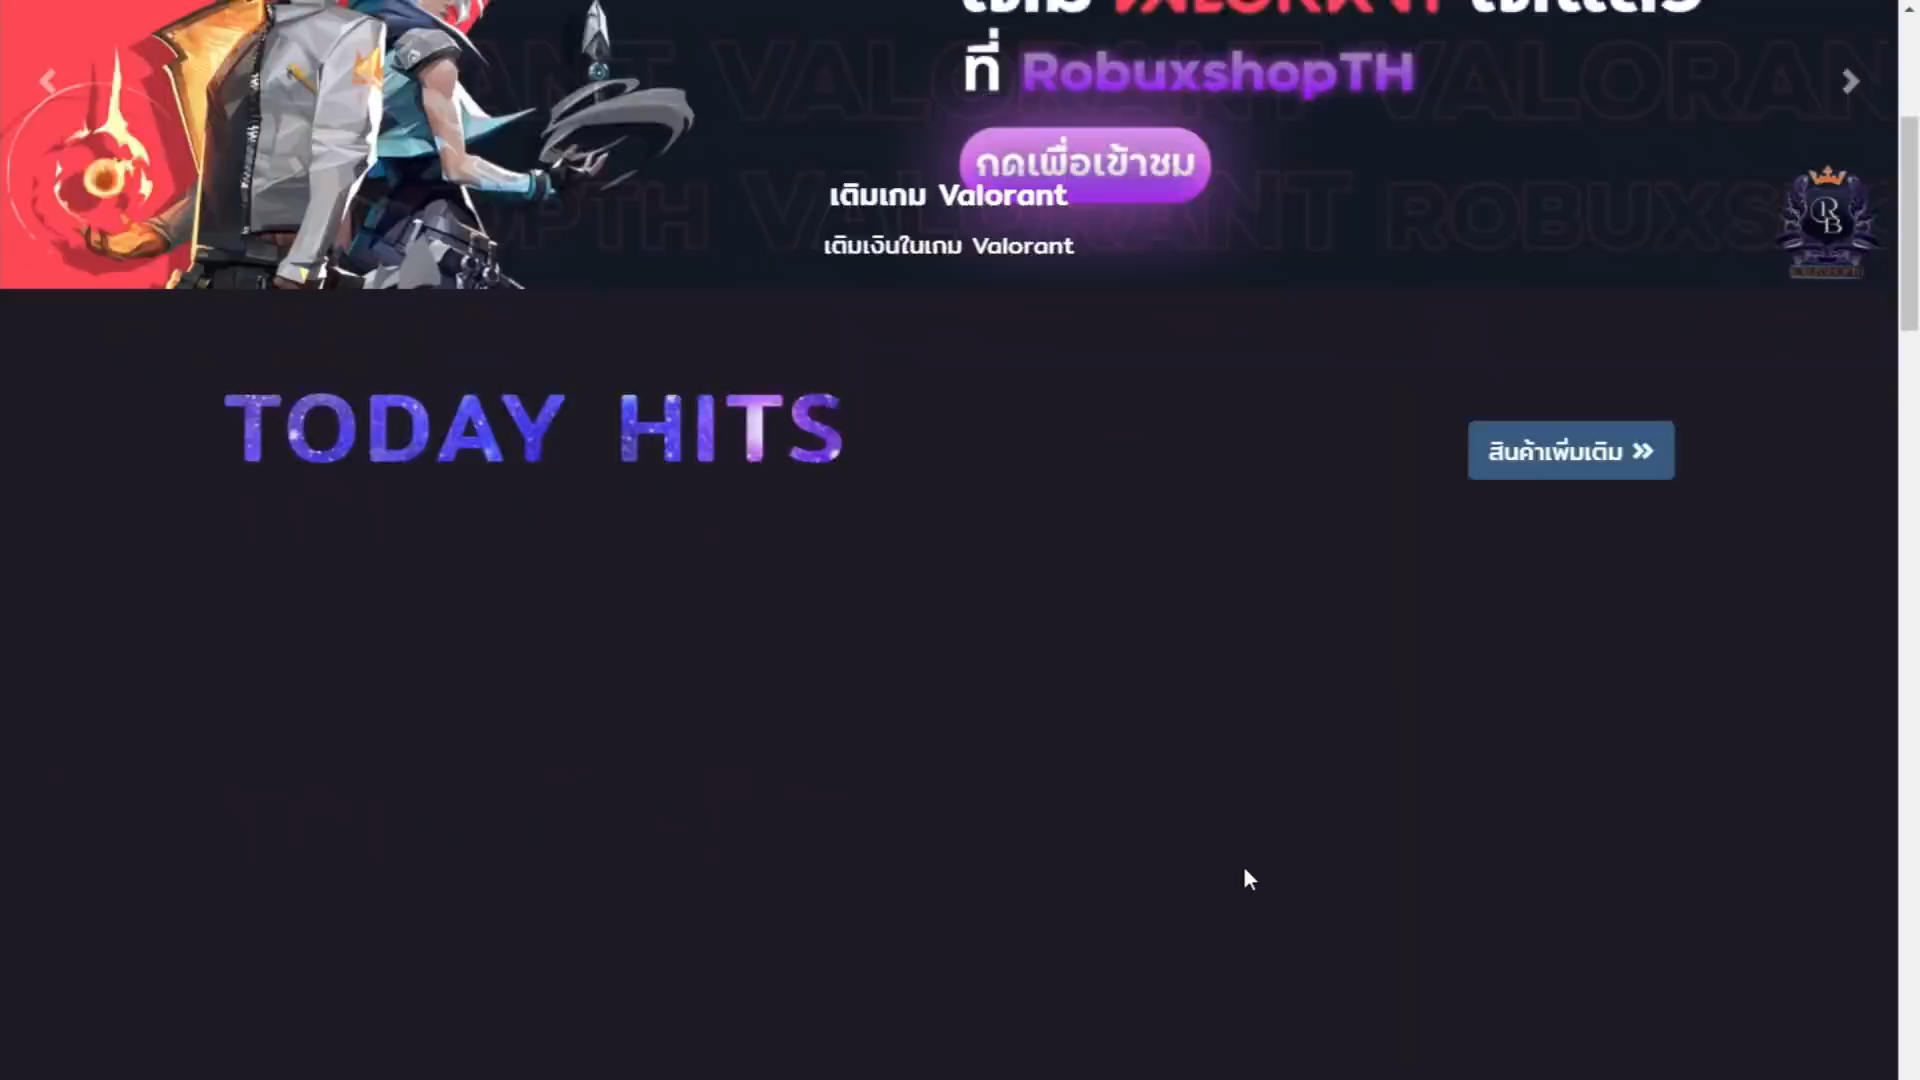 VALORANT
ที่ RobuxshopTH
กดเพื่อเข้าชม
เติมเกม Valorant
เติมเงินในเกม Valorant
TODAY HITS
สินค้าเพิ่มเติม